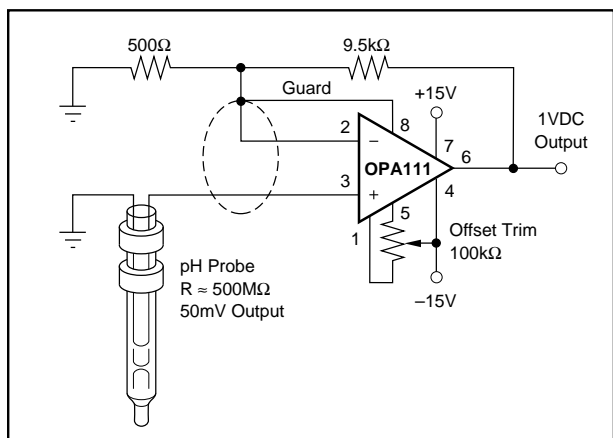 500Ω
9.5kΩ
Guard
+15V
1VDC
Output
2
8
7
6
−
OPA111
3
+
4
5
1
Offset Trim
100kΩ
pH Probe
R ≈ 500MΩ
50mV Output
–15V